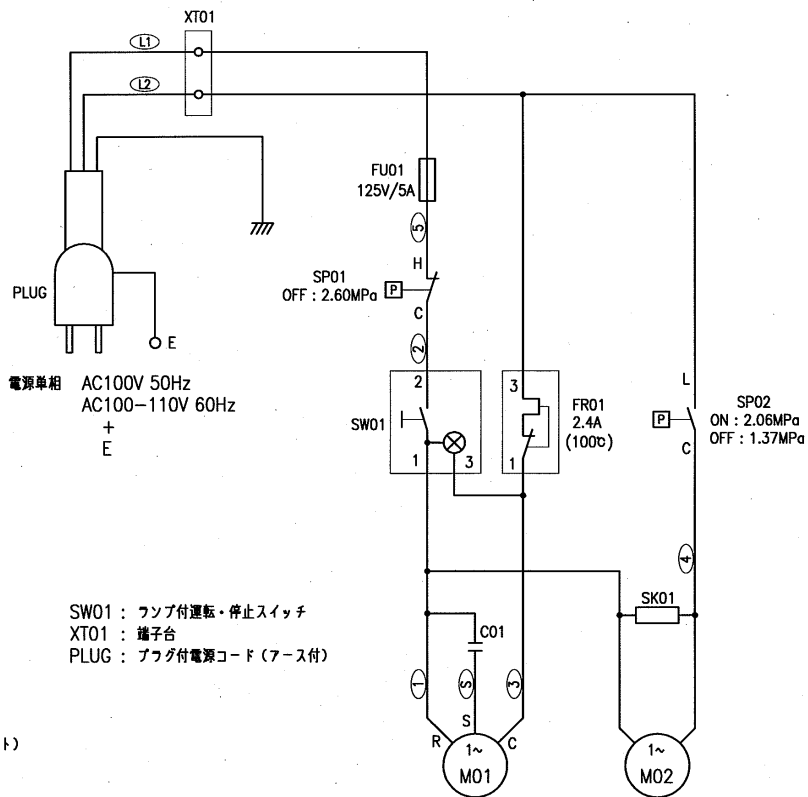 XT01
L1
L2
FU01
125V/5A
5
H
SP01
OFF : 2.60MPa
P
C
PLUG
E
2
電源単相 AC100V 50Hz
AC100-110V 60Hz
+
E
2
SW01
1
3
3
1
FR01
2.4A
(100℃)
L
P
SP02
ON : 2.06MPa
OFF : 1.37MPa
C
4
SK01
SW01 : ランプ付運転・停止スイッチ
XT01 : 端子台
PLUG : プラグ付電源コード (アース付)
C01
1
S
3
S
R
C
ト)
1~
M01
1~
M02